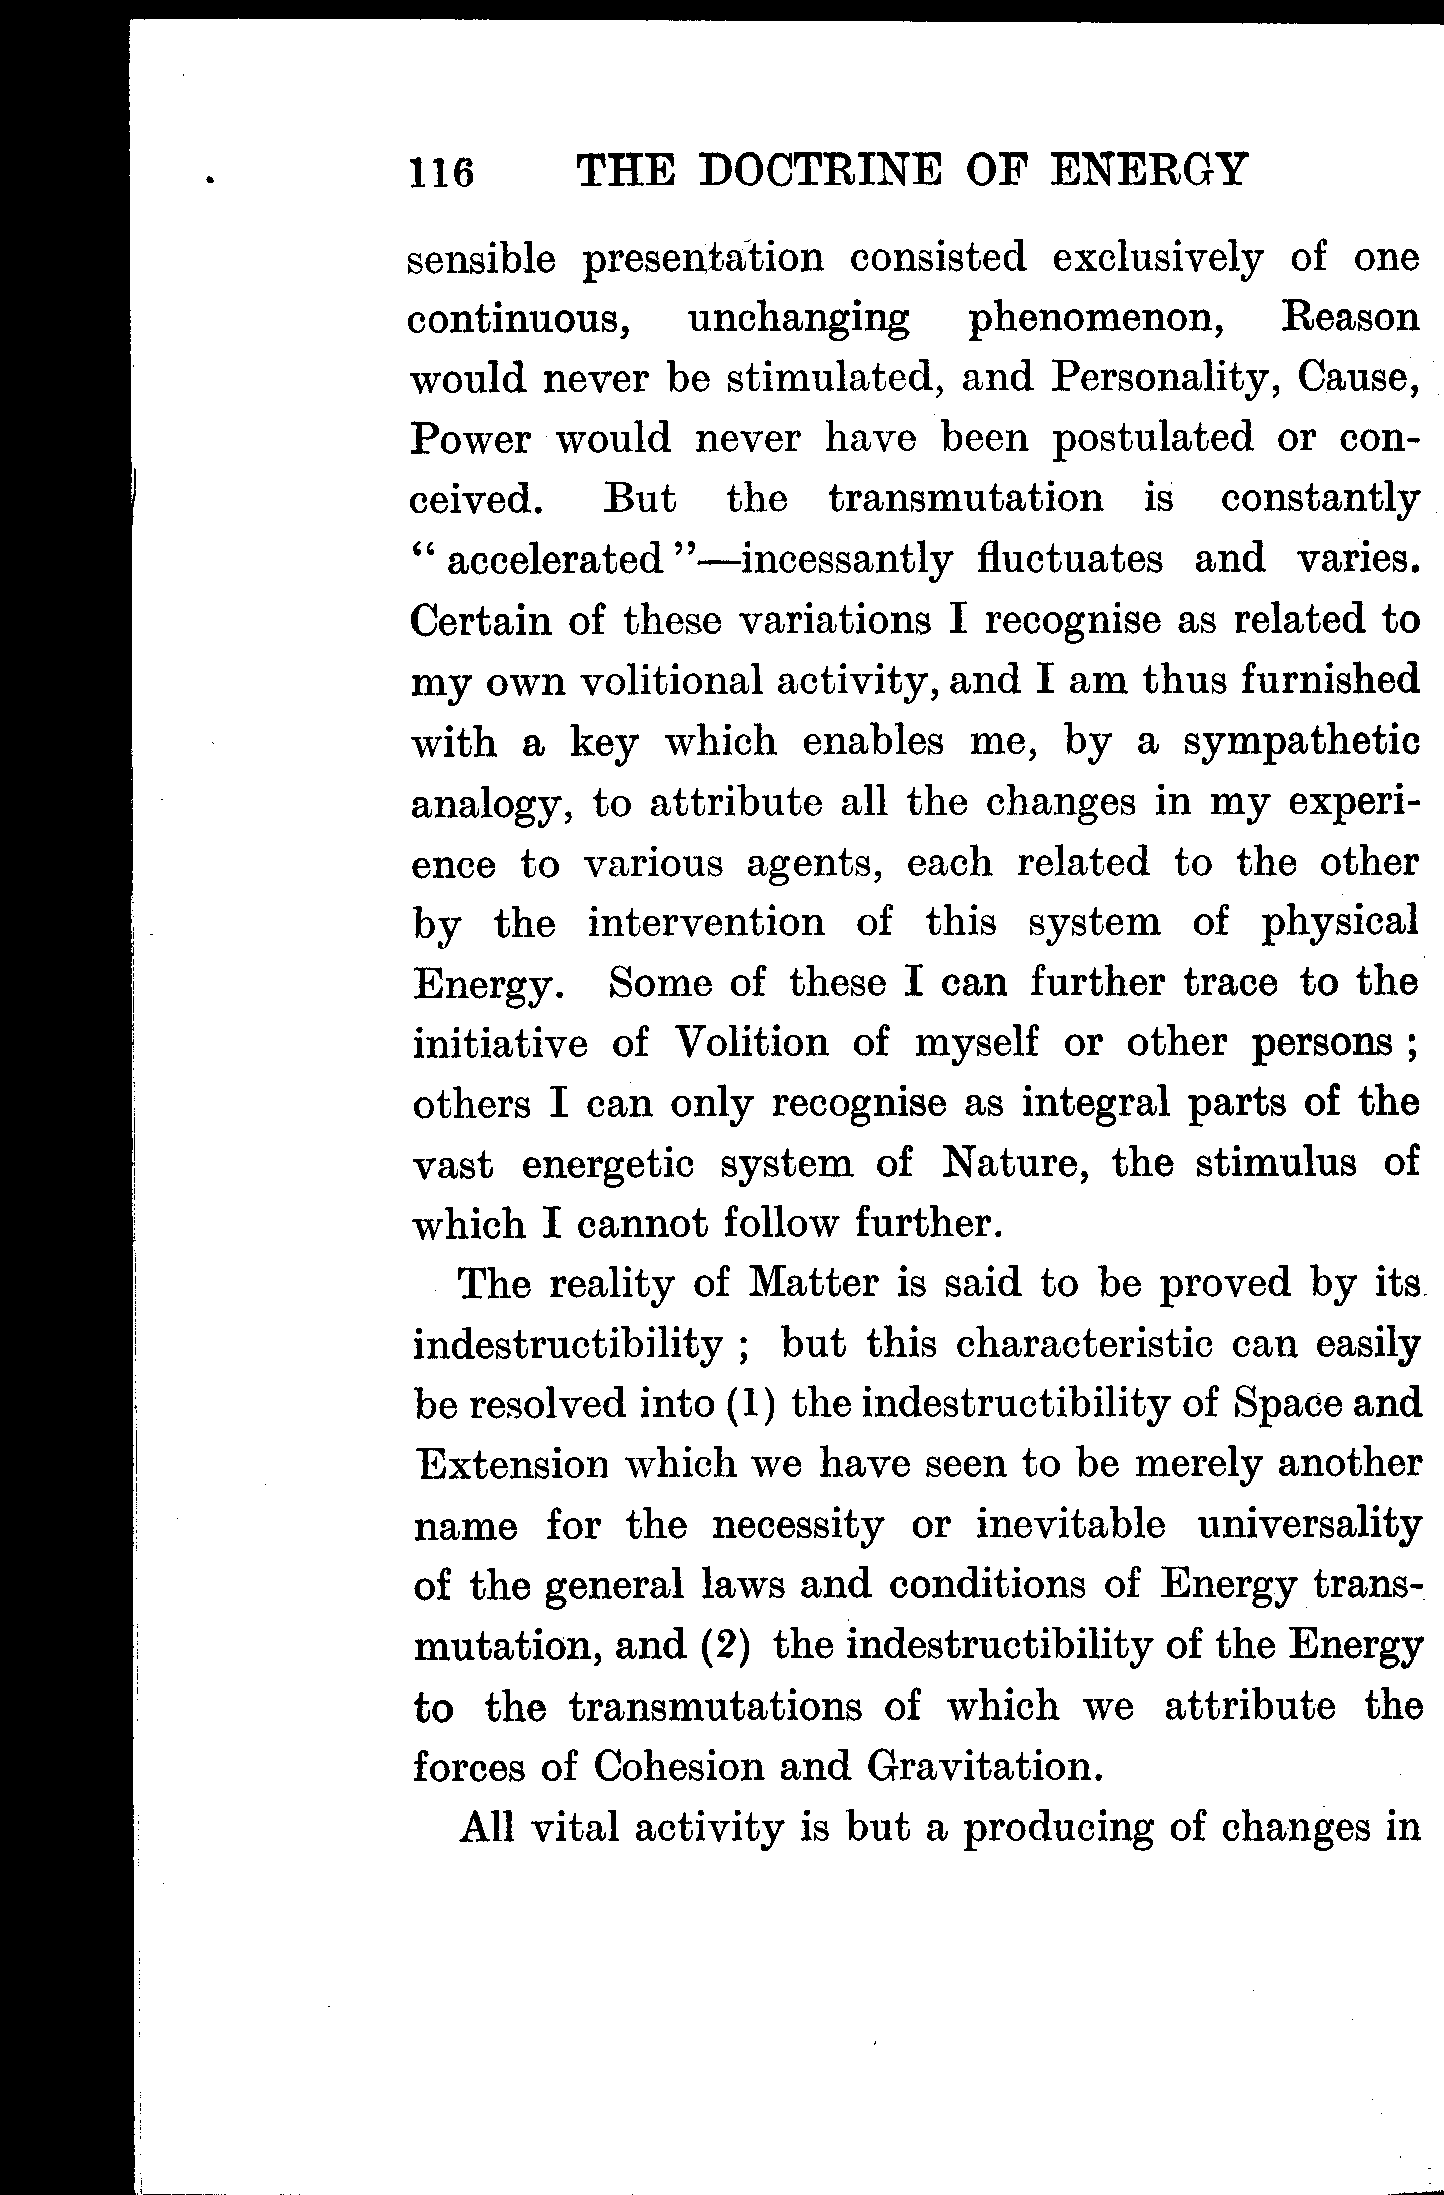 116 THE DOCTRINE OF ENERGY
sensible presentation consisted exclusively of one
continuous, unchanging phenomenon, Reason
would never be stimulated, and Personality, Cause,
Power would never have been postulated or con-
ceived. But the transmutation is constantly
“ accelerated ”—incessantly fluctuates and varies.
Certain of these variations I recognise as related to
my own volitional activity, and I am thus furnished
with a key which enables me, by a sympathetic
analogy, to attribute all the changes in my experi-
ence to various agents, each related to the other
by the intervention of this system of physical
Energy. Some of these I can further trace to the
initiative of Volition of myself or other persons ;
others I can only recognise as integral parts of the
vast energetic system of Nature, the stimulus of
which I cannot follow further.
The reality of Matter is said to be proved by its
indestructibility ; but this characteristic can easily
be resolved into (1) the indestructibility of Space and
Extension which we have seen to be merely another
name for the necessity or inevitable universality
of the general laws and conditions of Energy trans-
mutation, and (2) the indestructibility of the Energy
to the transmutations of which we attribute the
forces of Cohesion and Gravitation.
All vital activity is but a producing of changes in